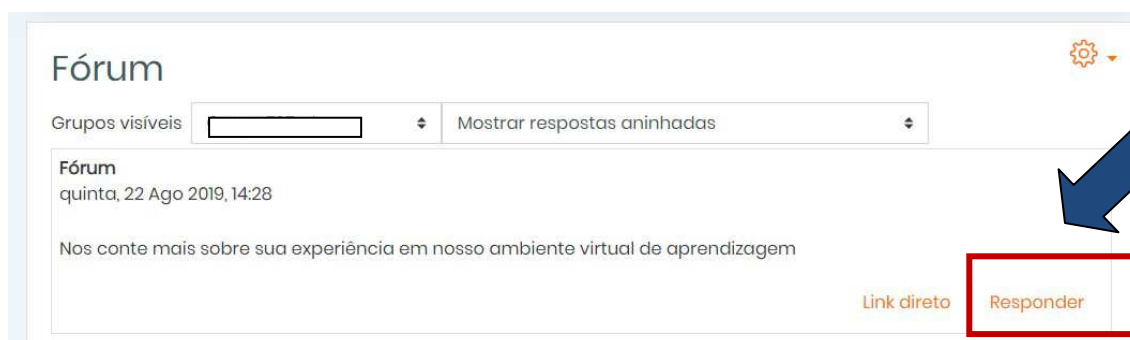 Fórum
Grupos visíveis Mostrar respostas aninhadas
Fórum
quinta, 22 Ago 2019, 14:28
Nos conte mais sobre sua experiência em nosso ambiente virtual de aprendizagem
Link direto Responder